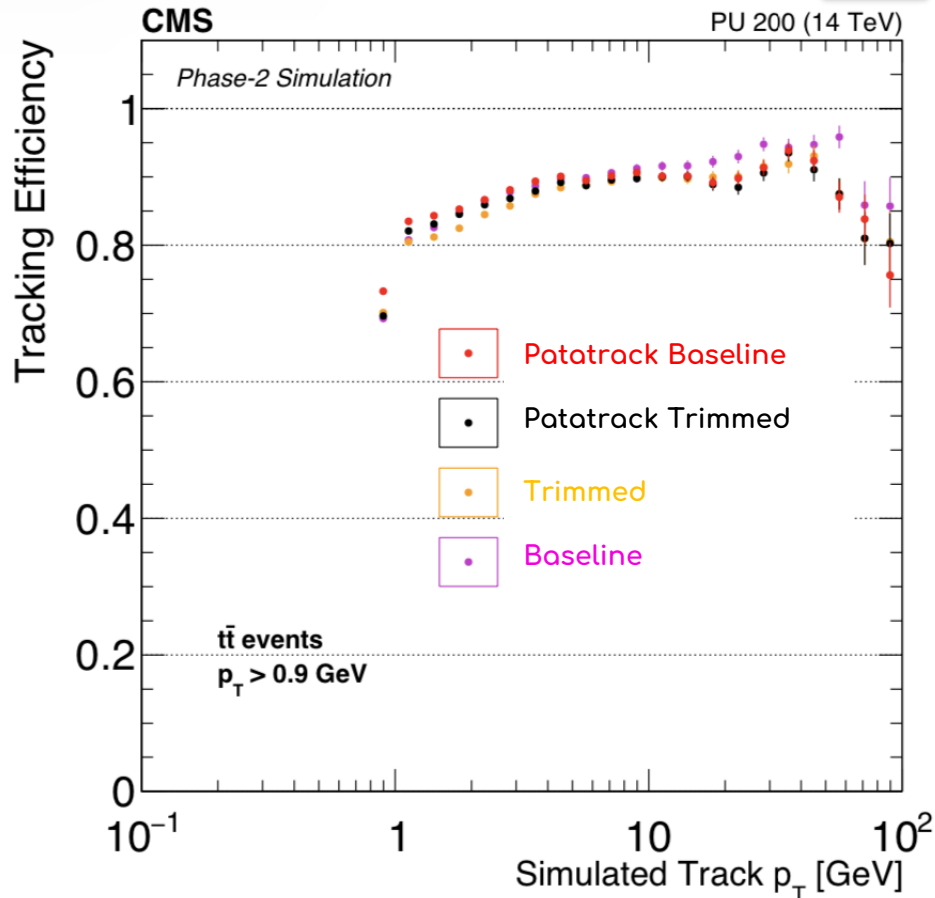 CMS PU 200 (14 TeV)
Phase-2 Simulation
Tracking Efficiency
1
0.8
0.6
0.4
0.2
0
Patatrack Baseline
Patatrack Trimmed
Trimmed
Baseline
tt̄ events
p_T > 0.9 GeV
10⁻¹ 1 10 10²
Simulated Track p_T [GeV]